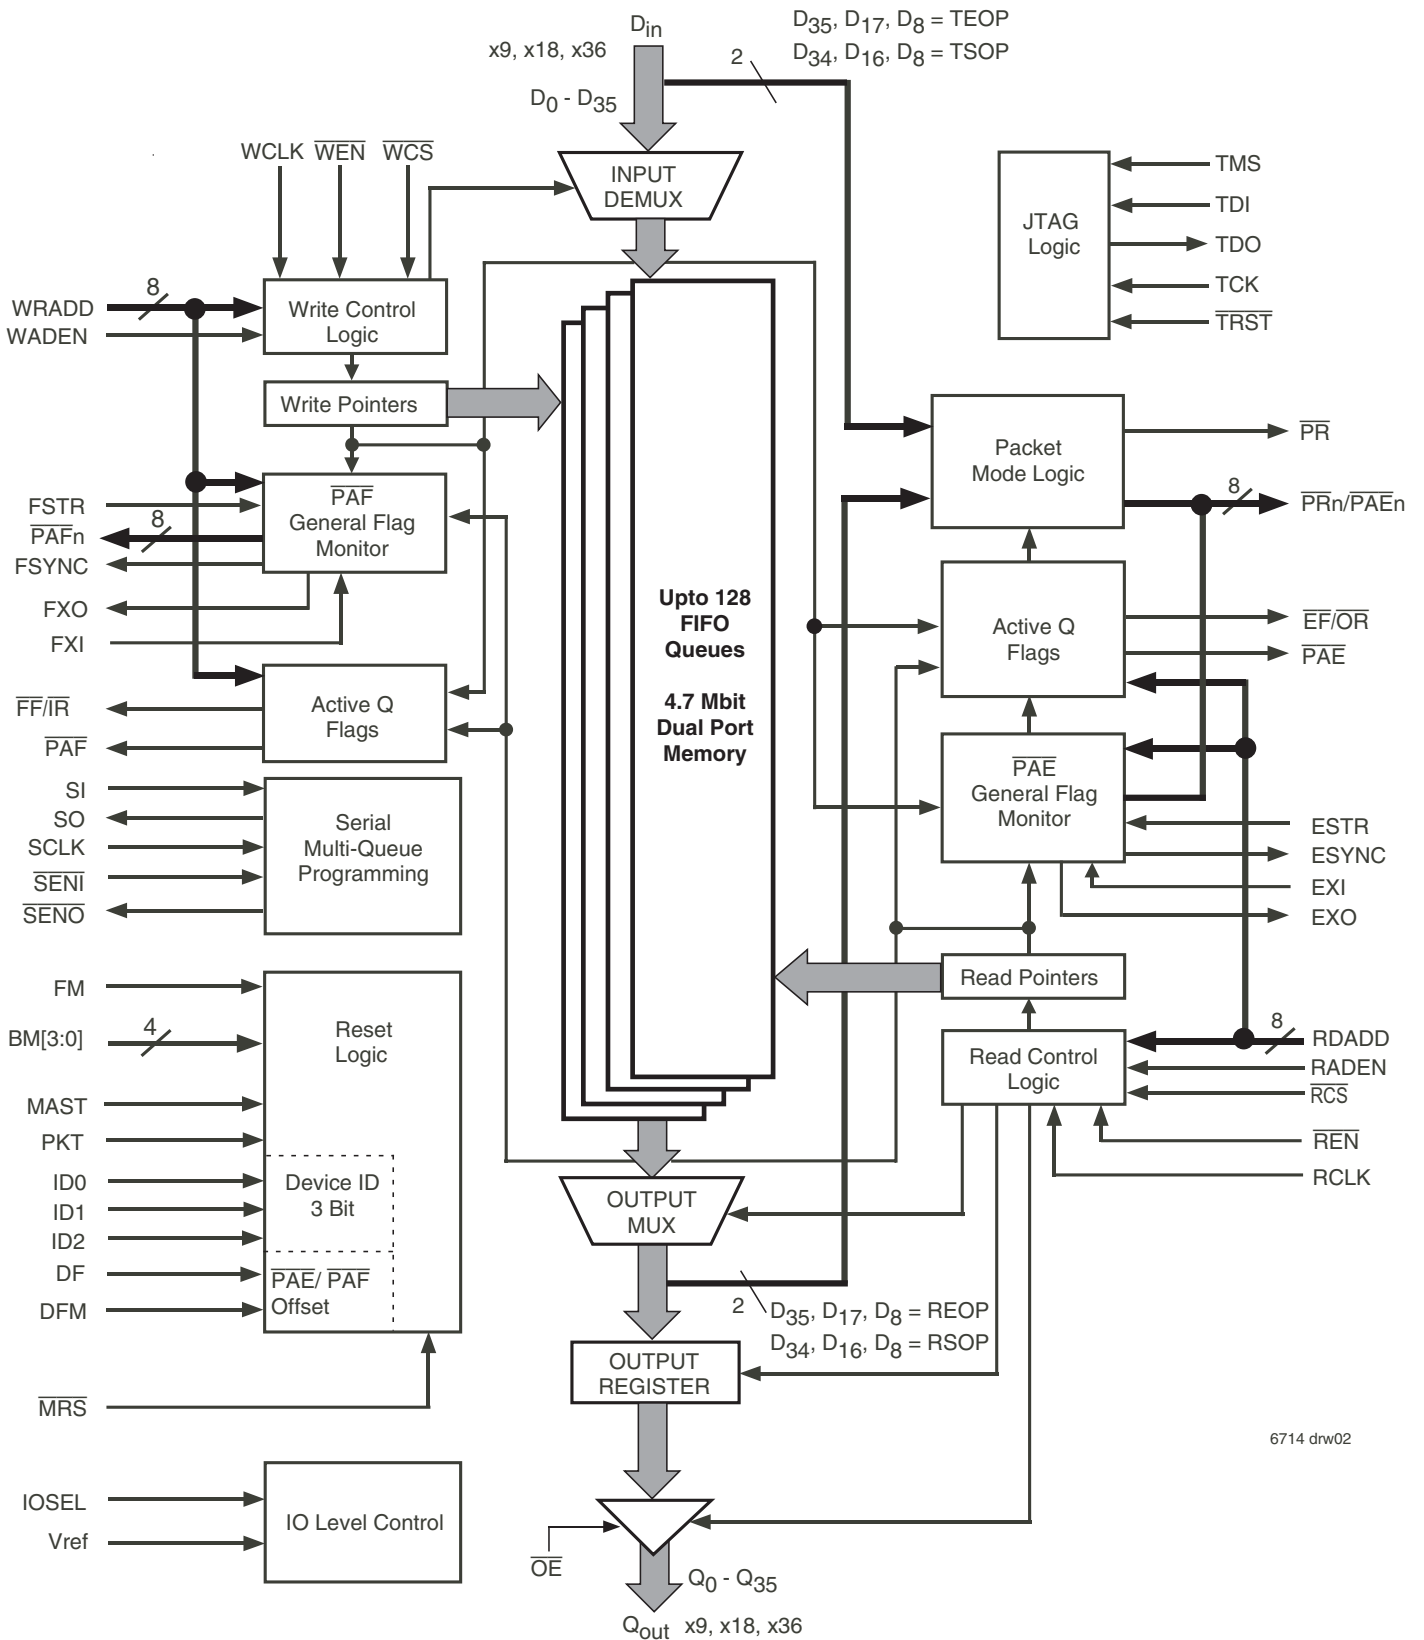 Din
x9, x18, x36
D0 - D35
2
D35, D17, D8 = TEOP
D34, D16, D8 = TSOP
WCLK
WEN
WCS
INPUT
DEMUX
JTAG
Logic
TMS
TDI
TDO
TCK
TRST
WRADD
8
WADEN
Write Control
Logic
Write Pointers
FSTR
PAFn
8
FSYNC
FXO
FXI
PAF
General Flag
Monitor
FF/IR
PAF
Active Q
Flags
SI
SO
SCLK
SENI
SENO
Serial
Multi-Queue
Programming
Upto 128
FIFO
Queues
4.7 Mbit
Dual Port
Memory
Packet
Mode Logic
PR
8
PRn/PAEn
Active Q
Flags
EF/OR
PAE
PAE
General Flag
Monitor
ESTR
ESYNC
EXI
EXO
Read Pointers
Read Control
Logic
8
RDADD
RADEN
RCS
REN
RCLK
FM
BM[3:0]
4
MAST
PKT
ID0
ID1
ID2
DF
DFM
MRS
Reset
Logic
Device ID
3 Bit
PAE/ PAF
Offset
OUTPUT
MUX
2
D35, D17, D8 = REOP
D34, D16, D8 = RSOP
OUTPUT
REGISTER
IOSEL
Vref
IO Level Control
OE
Q0 - Q35
Qout x9, x18, x36
6714 drw02